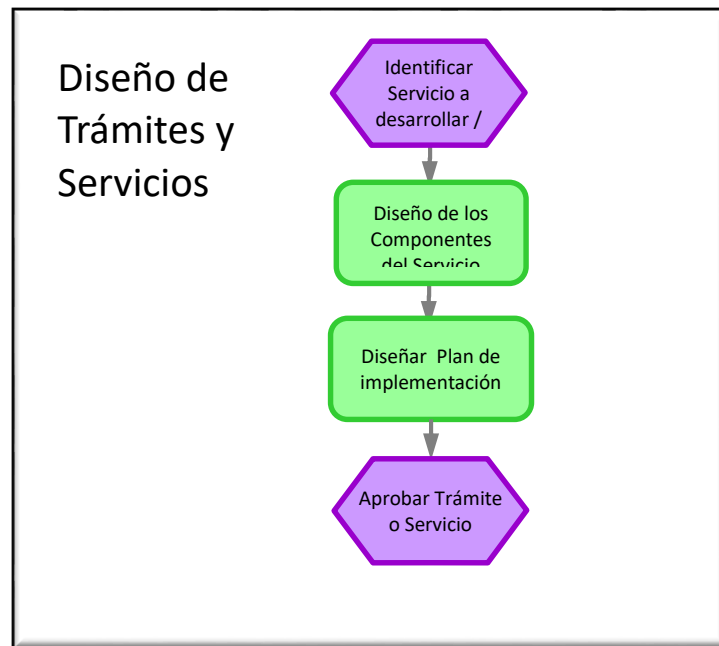 Diseño de
Trámites y
Servicios
Identificar
Servicio a
desarrollar /
Diseño de los
Componentes
del Servicio
Diseñar Plan de
implementación
Aprobar Trámite
o Servicio